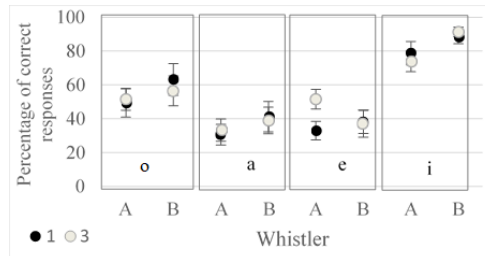 Percentage of correct
responses
100
80
60
40
20
0
o a e i
A B A B A B A B
1 3
Whistler